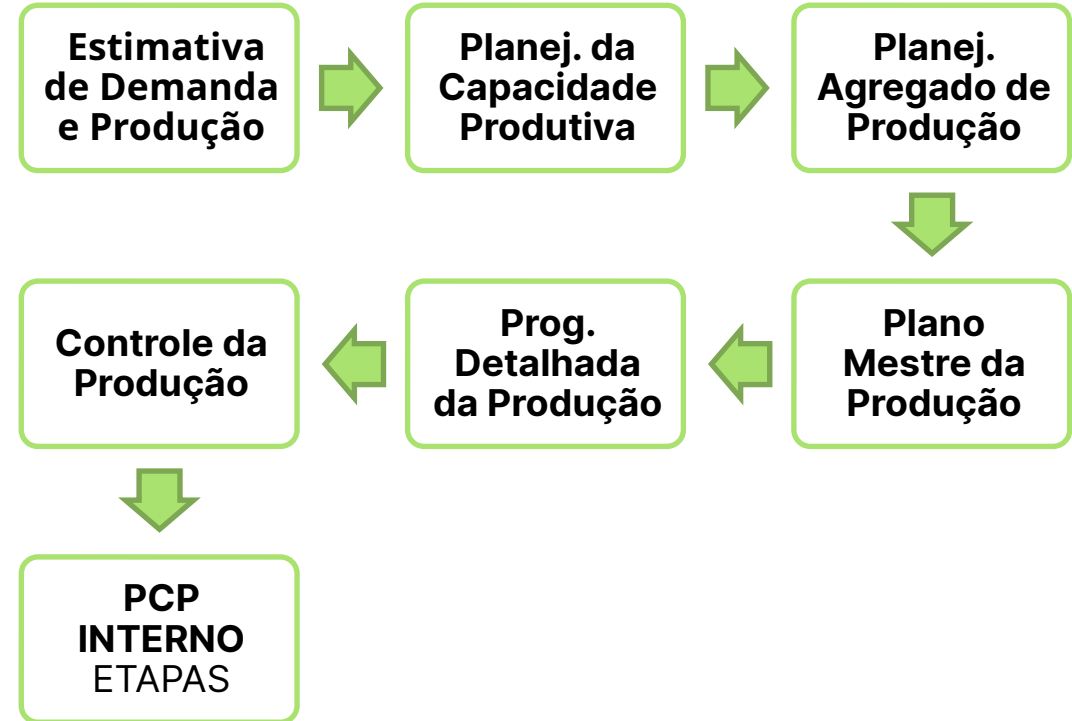 Estimativa
de Demanda
e Produção
Planej. da
Capacidade
Produtiva
Planej.
Agregado de
Produção
Plano
Mestre da
Produção
Prog.
Detalhada
da Produção
Controle da
Produção
PCP
INTERNO
ETAPAS